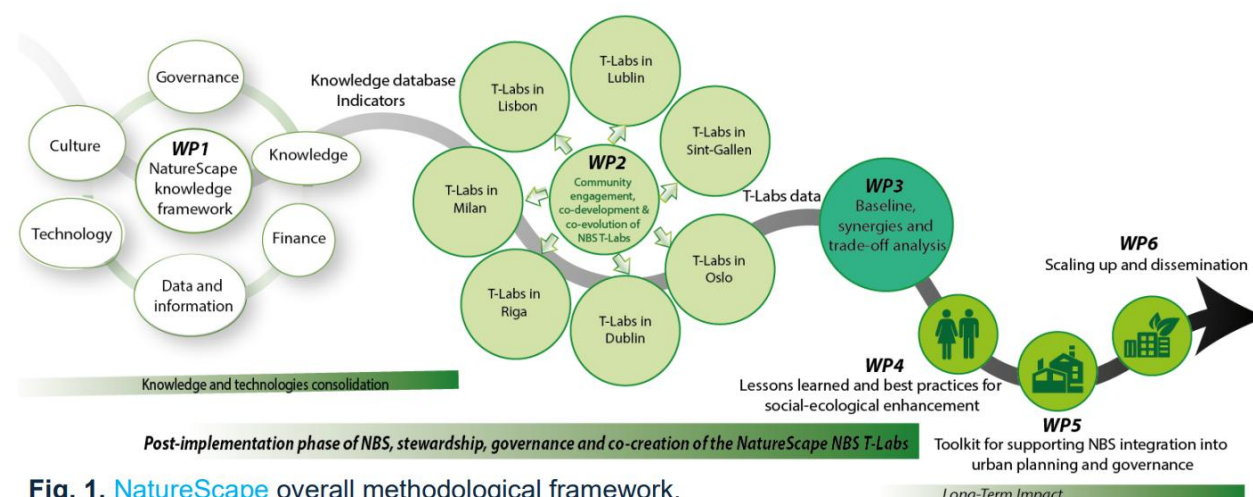 Governance
Culture
WP1
NatureScape
knowledge
framework
Knowledge
Technology
Finance
Data and
information
Knowledge database
Indicators
T-Labs in
Lisbon
T-Labs in
Lublin
T-Labs in
Sint-Gallen
T-Labs in
Milan
WP2
Community
engagement,
co-development &
co-evolution of
NBS T-Labs
T-Labs in
Oslo
T-Labs in
Riga
T-Labs in
Dublin
T-Labs data
WP3
Baseline,
synergies and
trade-off analysis
WP6
Scaling up and dissemination
WP4
Lessons learned and best practices for
social-ecological enhancement
WP5
Toolkit for supporting NBS integration into
urban planning and governance
Knowledge and technologies consolidation
Post-implementation phase of NBS, stewardship, governance and co-creation of the NatureScape NBS T-Labs
Long-Term Impact
Fig. 1. NatureScape overall methodological framework.